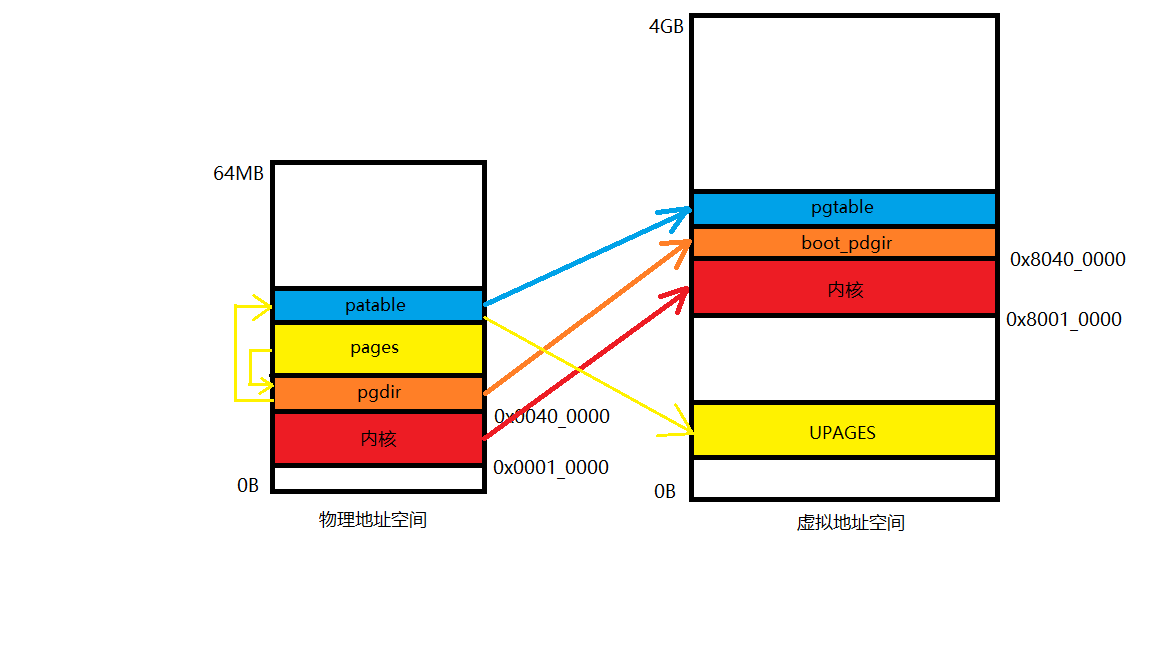 4GB
64MB
pgtable
boot_pdgir
0x8040_0000
内核
patable
0x8001_0000
pages
pgdir
0x0040_0000
内核
UPAGES
0x0001_0000
0B
0B
物理地址空间
虚拟地址空间